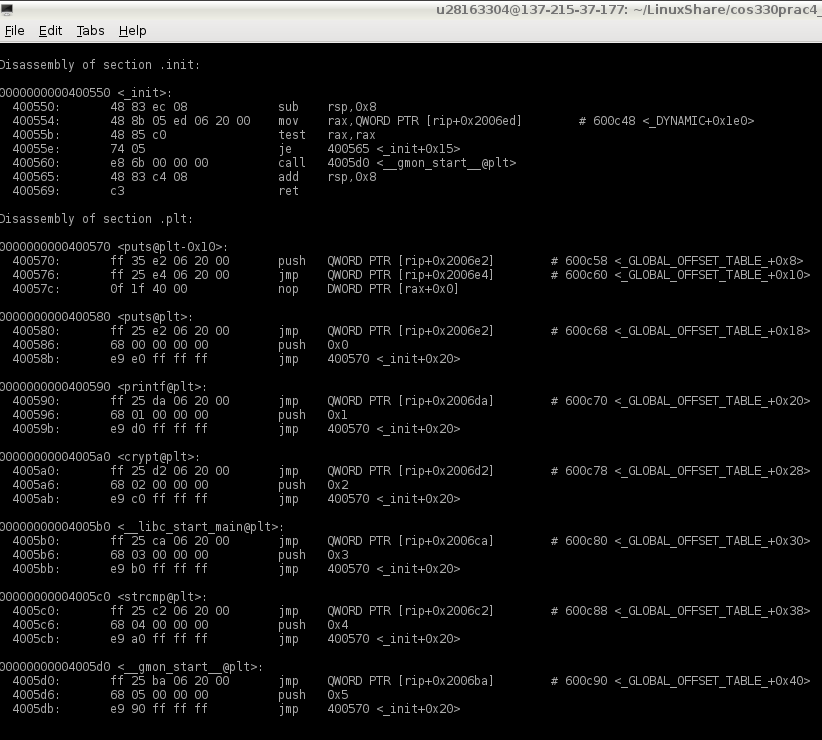 u28163304@137-215-37-177: ~/LinuxShare/cos330prac4_
File Edit Tabs Help
Disassembly of section .init:
0000000000400550 <_init>:
400550: 48 83 ec 08 sub rsp,0x8
400554: 48 8b 05 ed 06 20 00 mov rax,QWORD PTR [rip+0x2006ed] # 600c48 <_DYNAMIC+0x1e0>
40055b: 48 85 c0 test rax,rax
40055e: 74 05 je 400565 <_init+0x15>
400560: e8 6b 00 00 00 call 4005d0 <__gmon_start__@plt>
400565: 48 83 c4 08 add rsp,0x8
400569: c3 ret
Disassembly of section .plt:
0000000000400570 <puts@plt-0x10>:
400570: ff 35 e2 06 20 00 push QWORD PTR [rip+0x2006e2] # 600c58 <_GLOBAL_OFFSET_TABLE_+0x8>
400576: ff 25 e4 06 20 00 jmp QWORD PTR [rip+0x2006e4] # 600c60 <_GLOBAL_OFFSET_TABLE_+0x10>
40057c: 0f 1f 40 00 nop DWORD PTR [rax+0x0]
0000000000400580 <puts@plt>:
400580: ff 25 e2 06 20 00 jmp QWORD PTR [rip+0x2006e2] # 600c68 <_GLOBAL_OFFSET_TABLE_+0x18>
400586: 68 00 00 00 00 push 0x0
40058b: e9 e0 ff ff ff jmp 400570 <_init+0x20>
0000000000400590 <printf@plt>:
400590: ff 25 da 06 20 00 jmp QWORD PTR [rip+0x2006da] # 600c70 <_GLOBAL_OFFSET_TABLE_+0x20>
400596: 68 01 00 00 00 push 0x1
40059b: e9 d0 ff ff ff jmp 400570 <_init+0x20>
00000000004005a0 <crypt@plt>:
4005a0: ff 25 d2 06 20 00 jmp QWORD PTR [rip+0x2006d2] # 600c78 <_GLOBAL_OFFSET_TABLE_+0x28>
4005a6: 68 02 00 00 00 push 0x2
4005ab: e9 c0 ff ff ff jmp 400570 <_init+0x20>
00000000004005b0 <__libc_start_main@plt>:
4005b0: ff 25 ca 06 20 00 jmp QWORD PTR [rip+0x2006ca] # 600c80 <_GLOBAL_OFFSET_TABLE_+0x30>
4005b6: 68 03 00 00 00 push 0x3
4005bb: e9 b0 ff ff ff jmp 400570 <_init+0x20>
00000000004005c0 <strcmp@plt>:
4005c0: ff 25 c2 06 20 00 jmp QWORD PTR [rip+0x2006c2] # 600c88 <_GLOBAL_OFFSET_TABLE_+0x38>
4005c6: 68 04 00 00 00 push 0x4
4005cb: e9 a0 ff ff ff jmp 400570 <_init+0x20>
00000000004005d0 <__gmon_start__@plt>:
4005d0: ff 25 ba 06 20 00 jmp QWORD PTR [rip+0x2006ba] # 600c90 <_GLOBAL_OFFSET_TABLE_+0x40>
4005d6: 68 05 00 00 00 push 0x5
4005db: e9 90 ff ff ff jmp 400570 <_init+0x20>